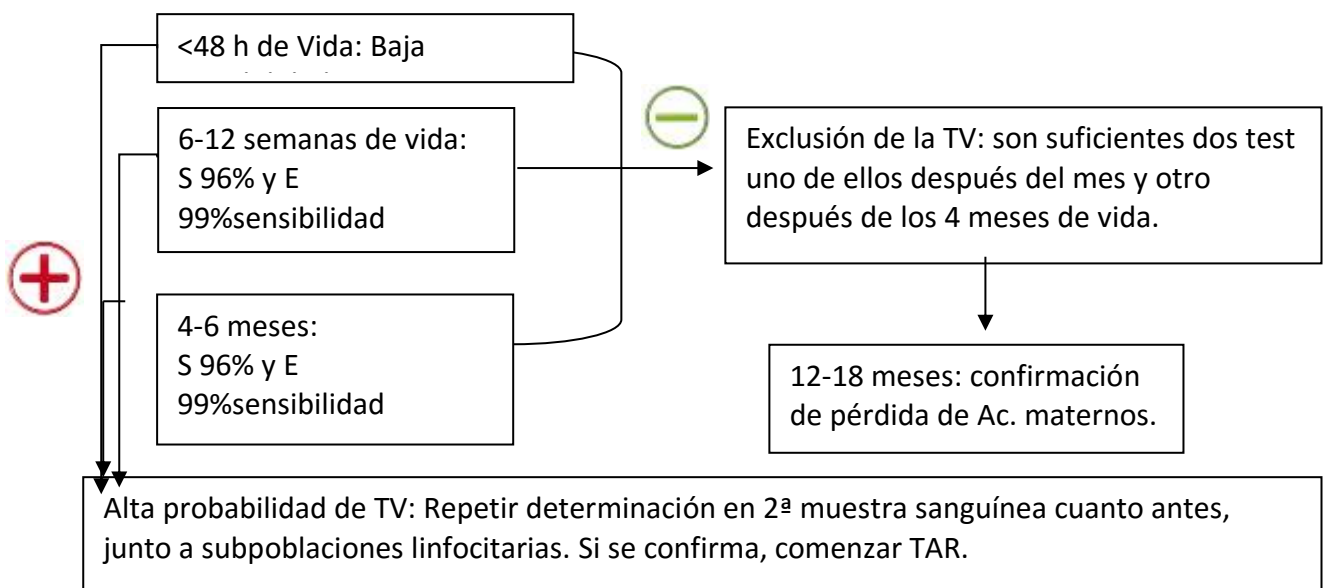 <48 h de Vida: Baja
6-12 semanas de vida:
S 96% y E
99%sensibilidad
4-6 meses:
S 96% y E
99%sensibilidad
Exclusión de la TV: son suficientes dos test
uno de ellos después del mes y otro
después de los 4 meses de vida.
12-18 meses: confirmación
de pérdida de Ac. maternos.
Alta probabilidad de TV: Repetir determinación en 2ª muestra sanguínea cuanto antes,
junto a subpoblaciones linfocitarias. Si se confirma, comenzar TAR.